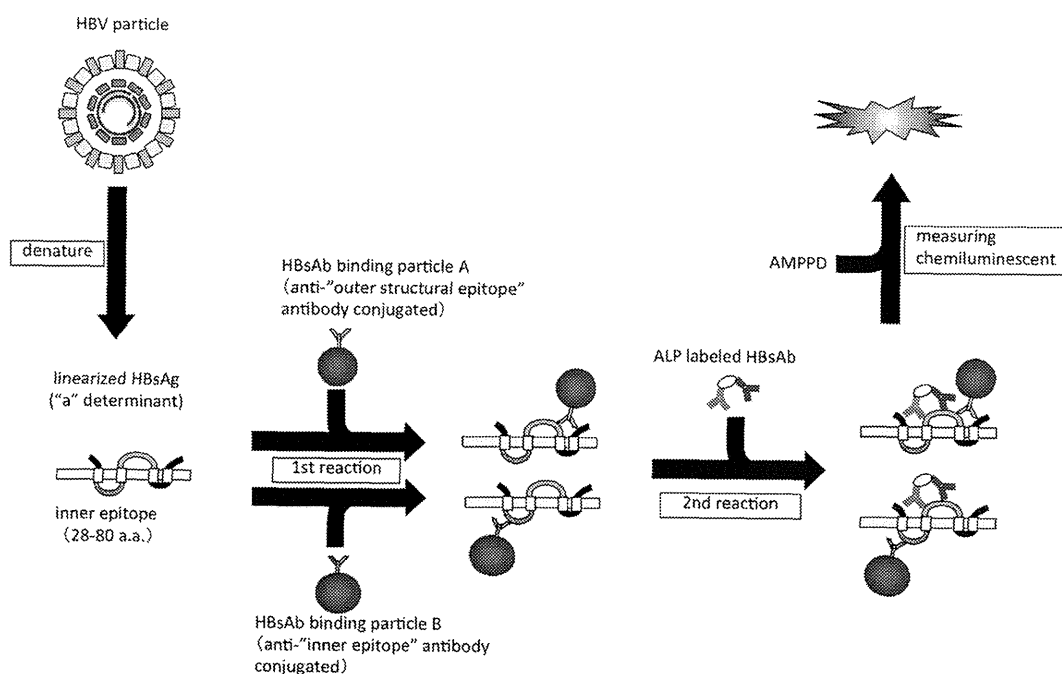 HBV particle
denature
linearized HBsAg
("a" determinant)
inner epitope
(28-80 a.a.)
HBsAb binding particle A
(anti-"outer structural epitope"
antibody conjugated)
1st reaction
HBsAb binding particle B
(anti-"inner epitope" antibody
conjugated)
ALP labeled HBsAb
2nd reaction
AMPPD
measuring
chemiluminescent